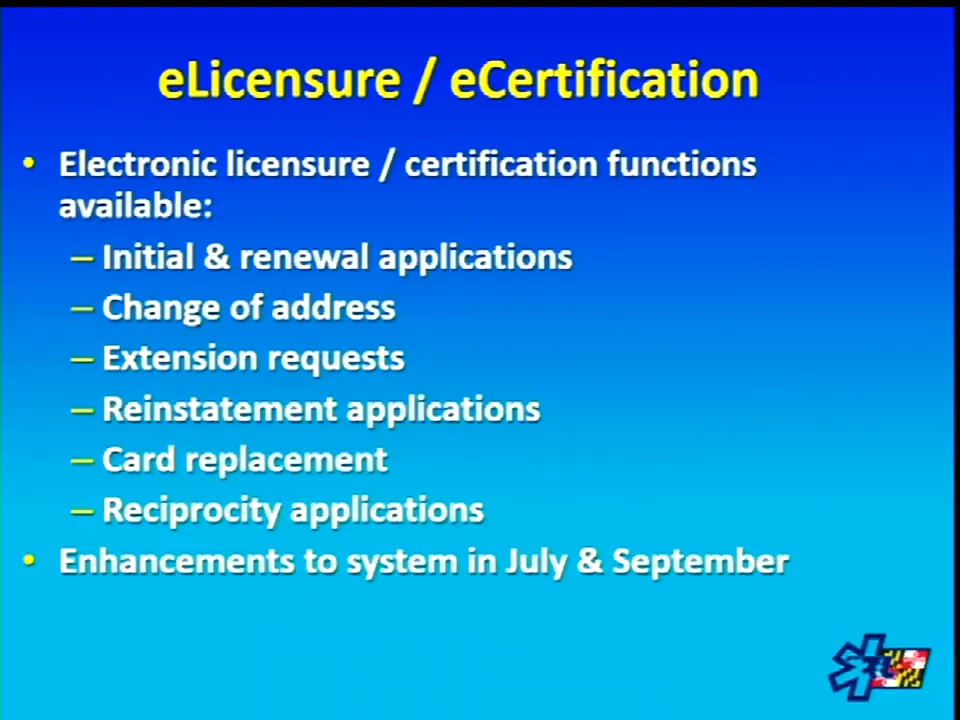 eLicensure / eCertification
• Electronic licensure / certification functions
available:
– Initial & renewal applications
– Change of address
– Extension requests
– Reinstatement applications
– Card replacement
– Reciprocity applications
• Enhancements to system in July & September